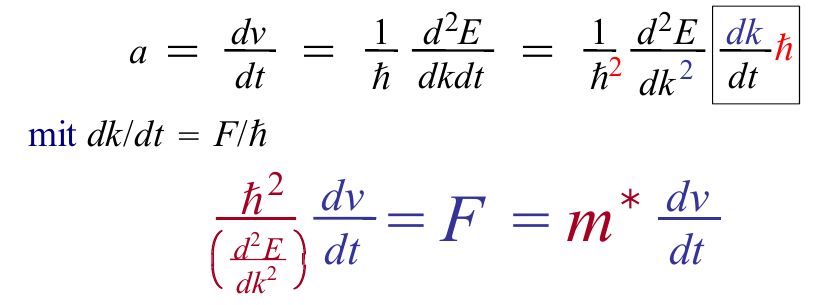 a = dv/dt = 1/ħ d²E/dkdt = 1/ħ² d²E/dk² dk/dt ħ
mit dk/dt = F/ħ
ħ²/(d²E/dk²) dv/dt = F = m* dv/dt